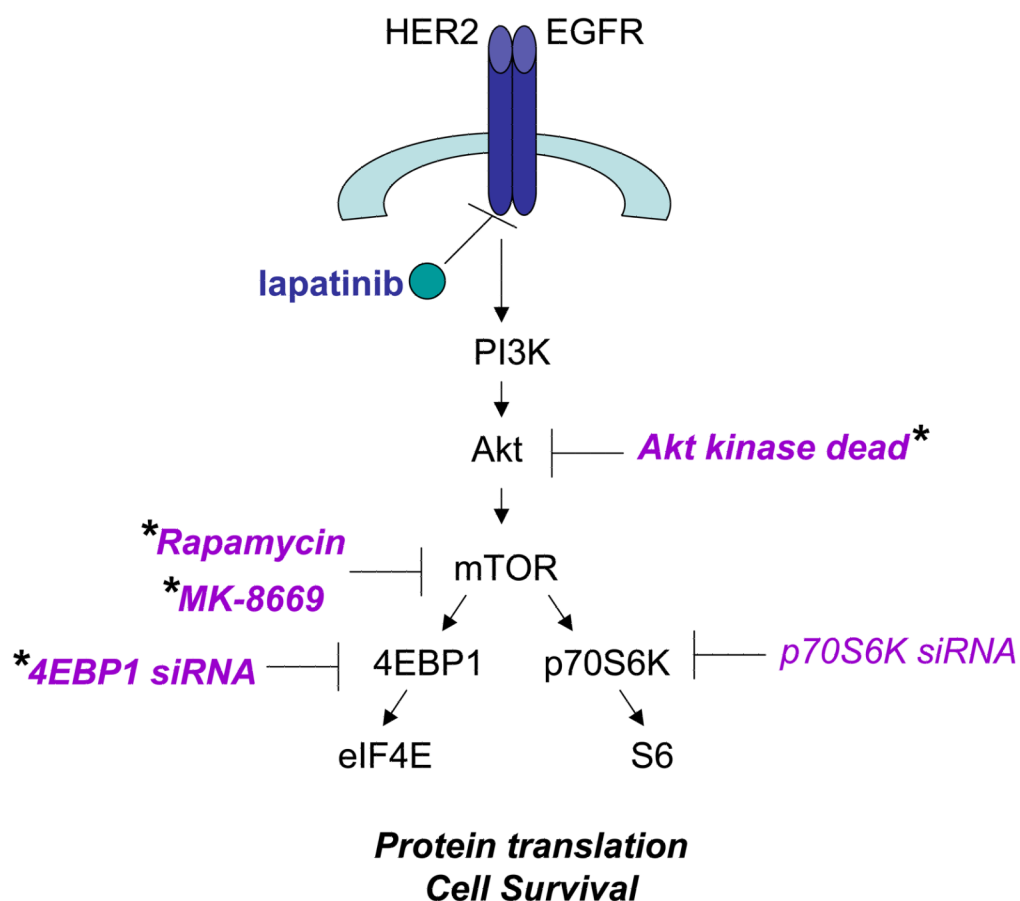 HER2 EGFR
lapatinib
PI3K
Akt
Akt kinase dead*
*Rapamycin
mTOR
*MK-8669
*4EBP1 siRNA
4EBP1
p70S6K
p70S6K siRNA
eIF4E
S6
Protein translation
Cell Survival